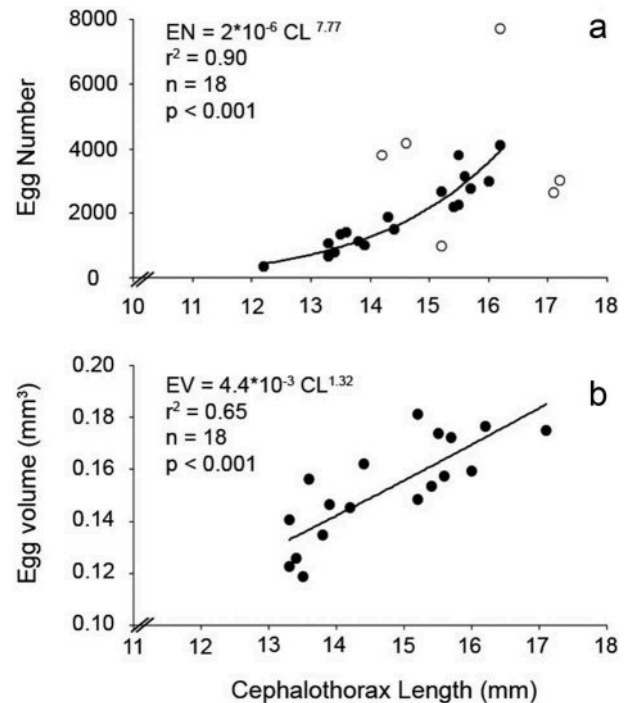 8000
6000
4000
2000
0
Egg Number
EN = 2*10⁻⁶ CL ⁷·⁷⁷
r² = 0.90
n = 18
p < 0.001
a
10 11 12 13 14 15 16 17 18
0.20
0.18
0.16
0.14
0.12
0.10
Egg volume (mm³)
EV = 4.4*10⁻³ CL¹·³²
r² = 0.65
n = 18
p < 0.001
b
11 12 13 14 15 16 17 18
Cephalothorax Length (mm)